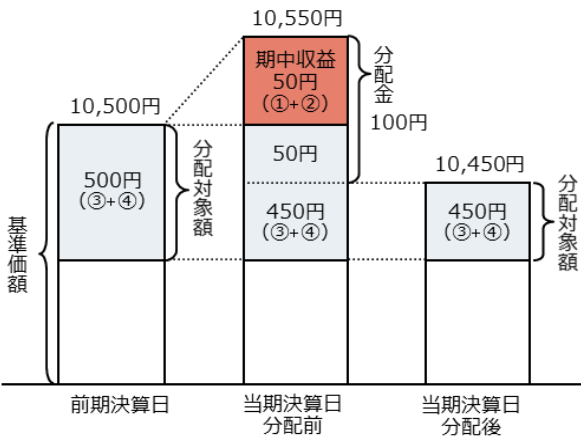 10,550円
期中収益
50円
(①+②)
分配金
100円
10,500円
500円
(③+④)
分配対象額
50円
450円
(③+④)
10,450円
450円
(③+④)
分配対象額
基準価額
前期決算日
当期決算日
分配前
当期決算日
分配後